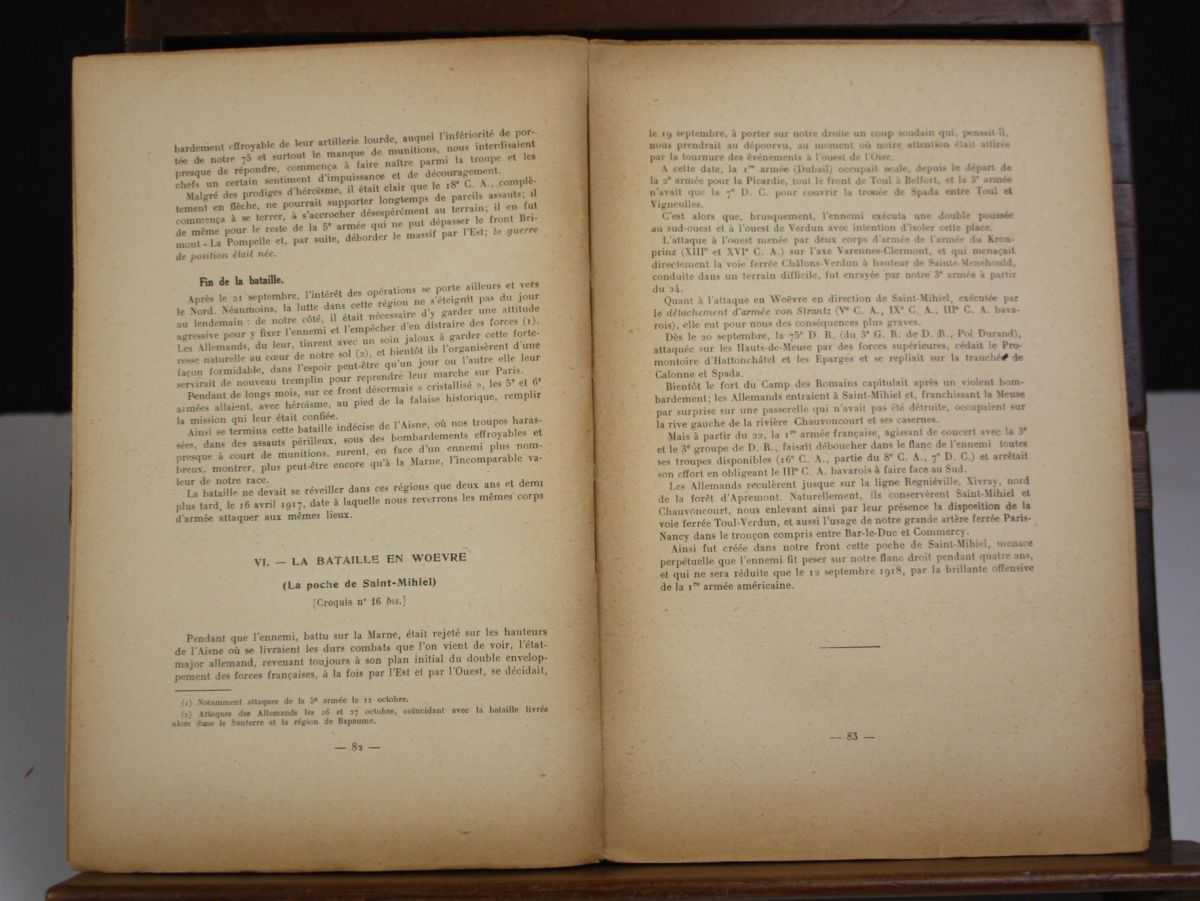 bardement effroyable de leur artillerie lourde, auquel l'infériorité de por-
tée de notre 75 et surtout le manque de munitions, nous interdisaient
presque de répondre, commença à faire naître parmi la troupe et les
chefs un certain sentiment d'impuissance et de découragement.
Malgré des prodiges d'héroïsme, il était clair que le 18e C. A., complè-
tement en flèche, ne pourrait supporter longtemps de pareils assauts; il
commença à se terrer, à s'accrocher désespérément au terrain; il en fut
de même pour le reste de la 5e armée qui ne put dépasser le front Bri-
mont - La Pompelle et, par suite, déborder le massif par l'Est; le guerre
de position était née.
Fin de la bataille.
Après le 21 septembre, l'intérêt des opérations se porte ailleurs et vers
le Nord. Néanmoins, la lutte dans cette région ne s'éteignit pas du jour
au lendemain : de notre côté, il était nécessaire d'y garder une attitude
agressive pour y fixer l'ennemi et l'empêcher d'en distraire des forces (1).
Les Allemands, du leur, tinrent avec un soin jaloux à garder cette forte-
resse naturelle au cœur de notre sol (2), et bientôt ils l'organisèrent d'une
façon formidable, dans l'espoir peut-être qu'un jour ou l'autre elle leur
servirait de nouveau tremplin pour reprendre leur marche sur Paris.
Pendant de longs mois, sur ce front désormais « cristallisé », les 5e et 6e
armées allaient, avec héroïsme, au pied de la falaise historique, remplir
la mission qui leur était confiée.
Ainsi se termina cette bataille indécise de l'Aisne, où nos troupes haras-
sées, dans des assauts périlleux, sous des bombardements effroyables et
presque à court de munitions, surent, en face d'un ennemi plus nom-
breux, montrer, plus peut-être encore qu'à la Marne, l'incomparable va-
leur de notre race.
La bataille ne devait se réveiller dans ces régions que deux ans et demi
plus tard, le 16 avril 1917, date à laquelle nous reverrons les mêmes corps
d'armée attaquer aux mêmes lieux.
VI. — LA BATAILLE EN WOEVRE
(La poche de Saint-Mihiel)
[Croquis n° 16 bis.]
Pendant que l'ennemi, battu sur la Marne, était rejeté sur les hauteurs
de l'Aisne où se livraient les durs combats que l'on vient de voir, l'état-
major allemand, revenant toujours à son plan initial du double envelop-
pement des forces françaises, à la fois par l'Est et par l'Ouest, se décidait,
(1) Notamment attaques de la 5e armée le 12 octobre.
(2) Attaques des Allemands les 26 et 27 octobre, coïncidant avec la bataille livrée
alors dans le Santerre et la région de Bapaume.
— 82 —
le 19 septembre, à porter sur notre droite un coup soudain qui, pensait-il,
nous prendrait au dépourvu, au moment où notre attention était attirée
par la tournure des événements à l'ouest de l'Oise.
A cette date, la 1re armée (Dubail) occupait seule, depuis le départ de
la 2e armée pour la Picardie, tout le front de Toul à Belfort, et la 3e armée
n'avait que la 7e D. C. pour couvrir la trouée de Spada entre Toul et
Vigneulles.
C'est alors que, brusquement, l'ennemi exécuta une double poussée
au sud-ouest et à l'ouest de Verdun avec intention d'isoler cette place.
L'attaque à l'ouest menée par deux corps d'armée de l'armée du Kron-
prinz (XIIIe et XVIe C. A.) sur l'axe Varennes-Clermont, et qui menaçait
directement la voie ferrée Châlons-Verdun à hauteur de Sainte-Menehould,
conduite dans un terrain difficile, fut enrayée par notre 3e armée à partir
du 24.
Quant à l'attaque en Woëvre en direction de Saint-Mihiel, exécutée par
le détachement d'armée von Strantz (Ve C. A., IXe C. A., IIIe C. A. bava-
rois), elle eut pour nous des conséquences plus graves.
Dès le 20 septembre, la 75e D. R. (du 3e G. R. de D. R., Pol Durand),
attaquée sur les Hauts-de-Meuse par des forces supérieures, cédait le Pro-
montoire d'Hattonchâtel et les Eparges et se repliait sur la tranchée de
Calonne et Spada.
Bientôt le fort du Camp des Romains capitulait après un violent bom-
bardement; les Allemands entraient à Saint-Mihiel et, franchissant la Meuse
par surprise sur une passerelle qui n'avait pas été détruite, occupaient sur
la rive gauche de la rivière Chauvoncourt et ses casernes.
Mais à partir du 22, la 1re armée française, agissant de concert avec la 3e
et le 3e groupe de D. R., faisait déboucher dans le flanc de l'ennemi toutes
ses troupes disponibles (16e C. A., partie du 8e C. A., 7e D. C.) et arrêtait
son effort en obligeant le IIIe C. A. bavarois à faire face au Sud.
Les Allemands reculèrent jusque sur la ligne Regniéville, Xivray, nord
de la forêt d'Apremont. Naturellement, ils conservèrent Saint-Mihiel et
Chauvoncourt, nous enlevant ainsi par leur présence la disposition de la
voie ferrée Toul-Verdun, et aussi l'usage de notre grande artère ferrée Paris-
Nancy dans le tronçon compris entre Bar-le-Duc et Commercy.
Ainsi fut créée dans notre front cette poche de Saint-Mihiel, menace
perpétuelle que l'ennemi fit peser sur notre flanc droit pendant quatre ans,
et qui ne sera réduite que le 12 septembre 1918, par la brillante offensive
de la 1re armée américaine.
— 83 —